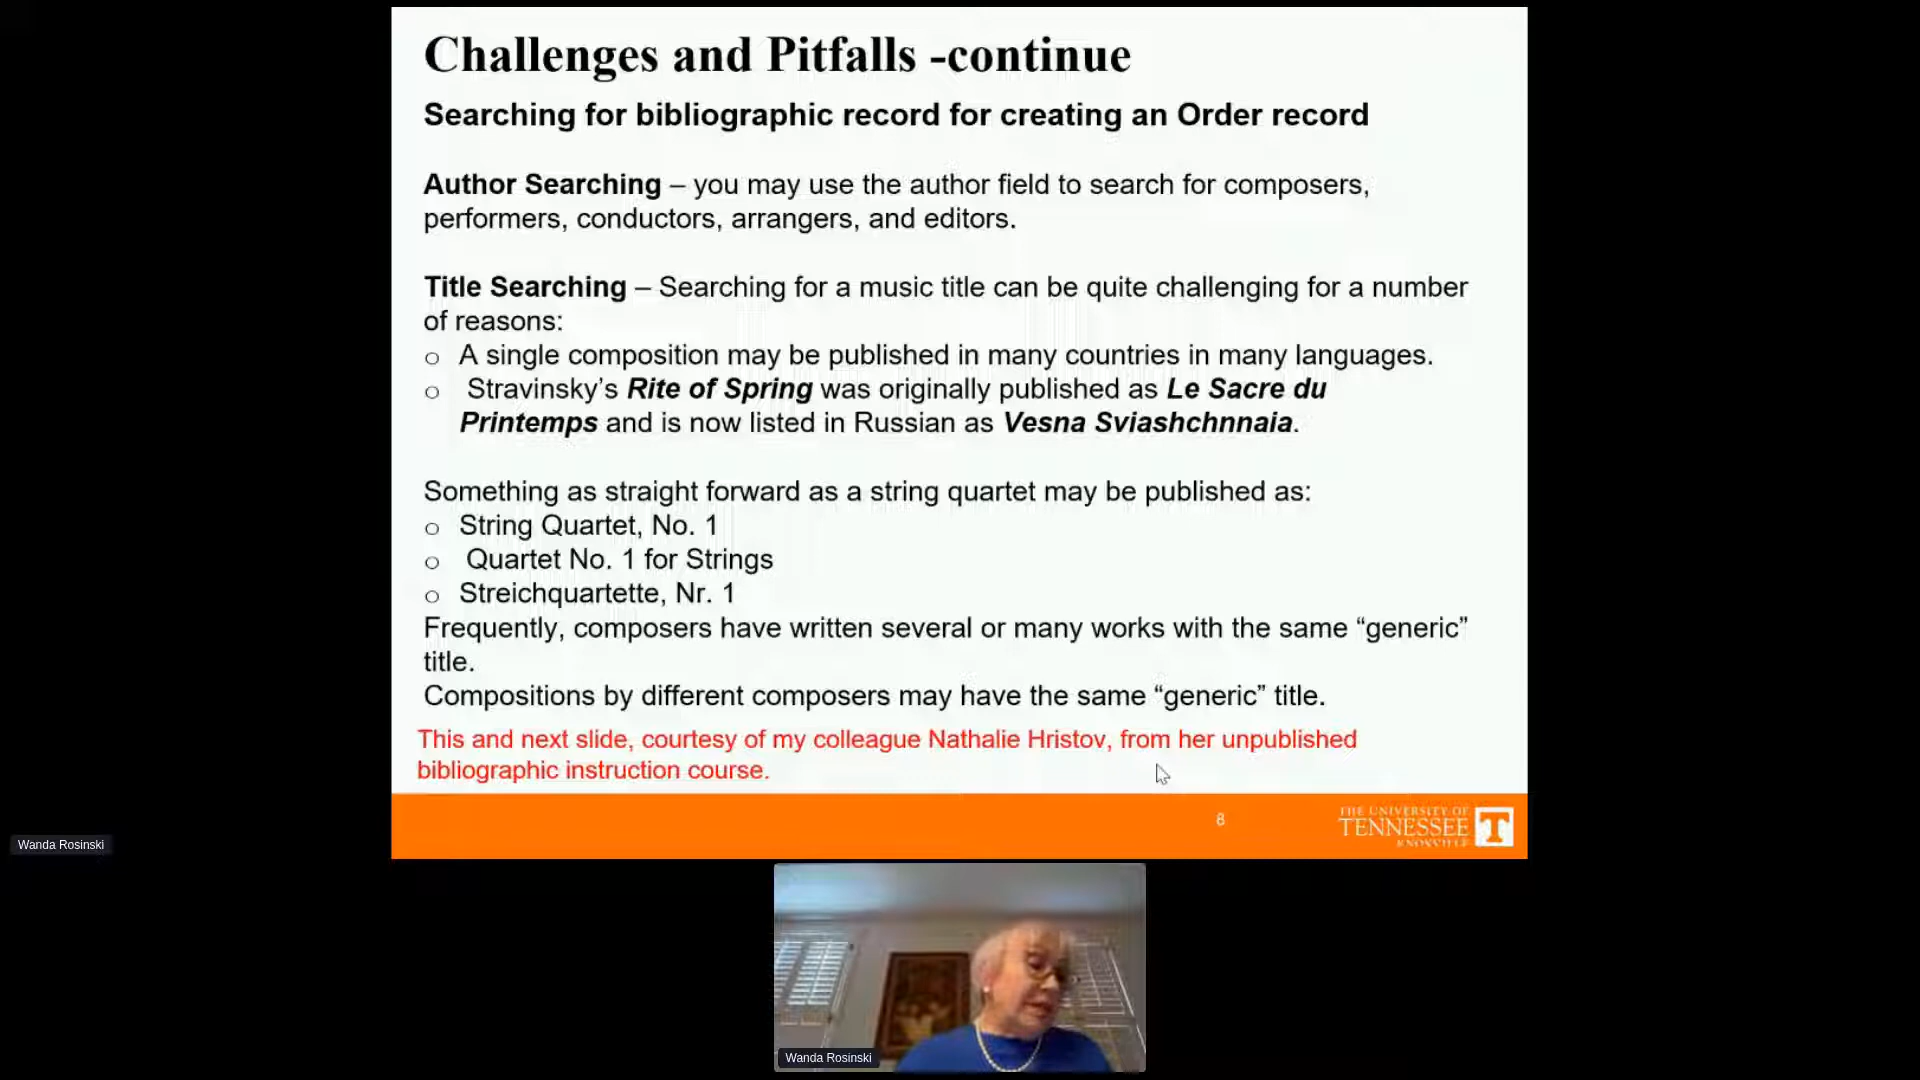 Challenges and Pitfalls -continue
Searching for bibliographic record for creating an Order record
Author Searching – you may use the author field to search for composers,
performers, conductors, arrangers, and editors.
Title Searching – Searching for a music title can be quite challenging for a number
of reasons:
o A single composition may be published in many countries in many languages.
o Stravinsky’s Rite of Spring was originally published as Le Sacre du
Printemps and is now listed in Russian as Vesna Sviashchnnaia.
Something as straight forward as a string quartet may be published as:
o String Quartet, No. 1
o Quartet No. 1 for Strings
o Streichquartette, Nr. 1
Frequently, composers have written several or many works with the same “generic”
title.
Compositions by different composers may have the same “generic” title.
This and next slide, courtesy of my colleague Nathalie Hristov, from her unpublished
bibliographic instruction course.
8
THE UNIVERSITY OF
TENNESSEE
KNOXVILLE
T
Wanda Rosinski
Wanda Rosinski